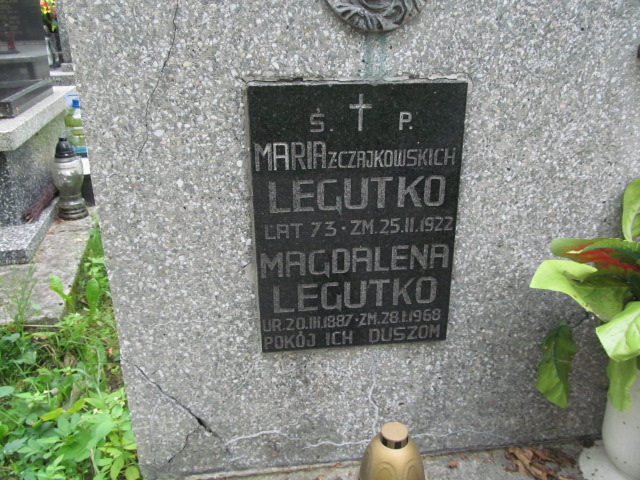 Ś. P.
MARIA Z CZAJKOWSKICH
LEGUTKO
LAT 73 · ZM. 25.II.1922
MAGDALENA
LEGUTKO
UR. 20.III.1887 · ZM. 28.I.1968
POKÓJ ICH DUSZOM